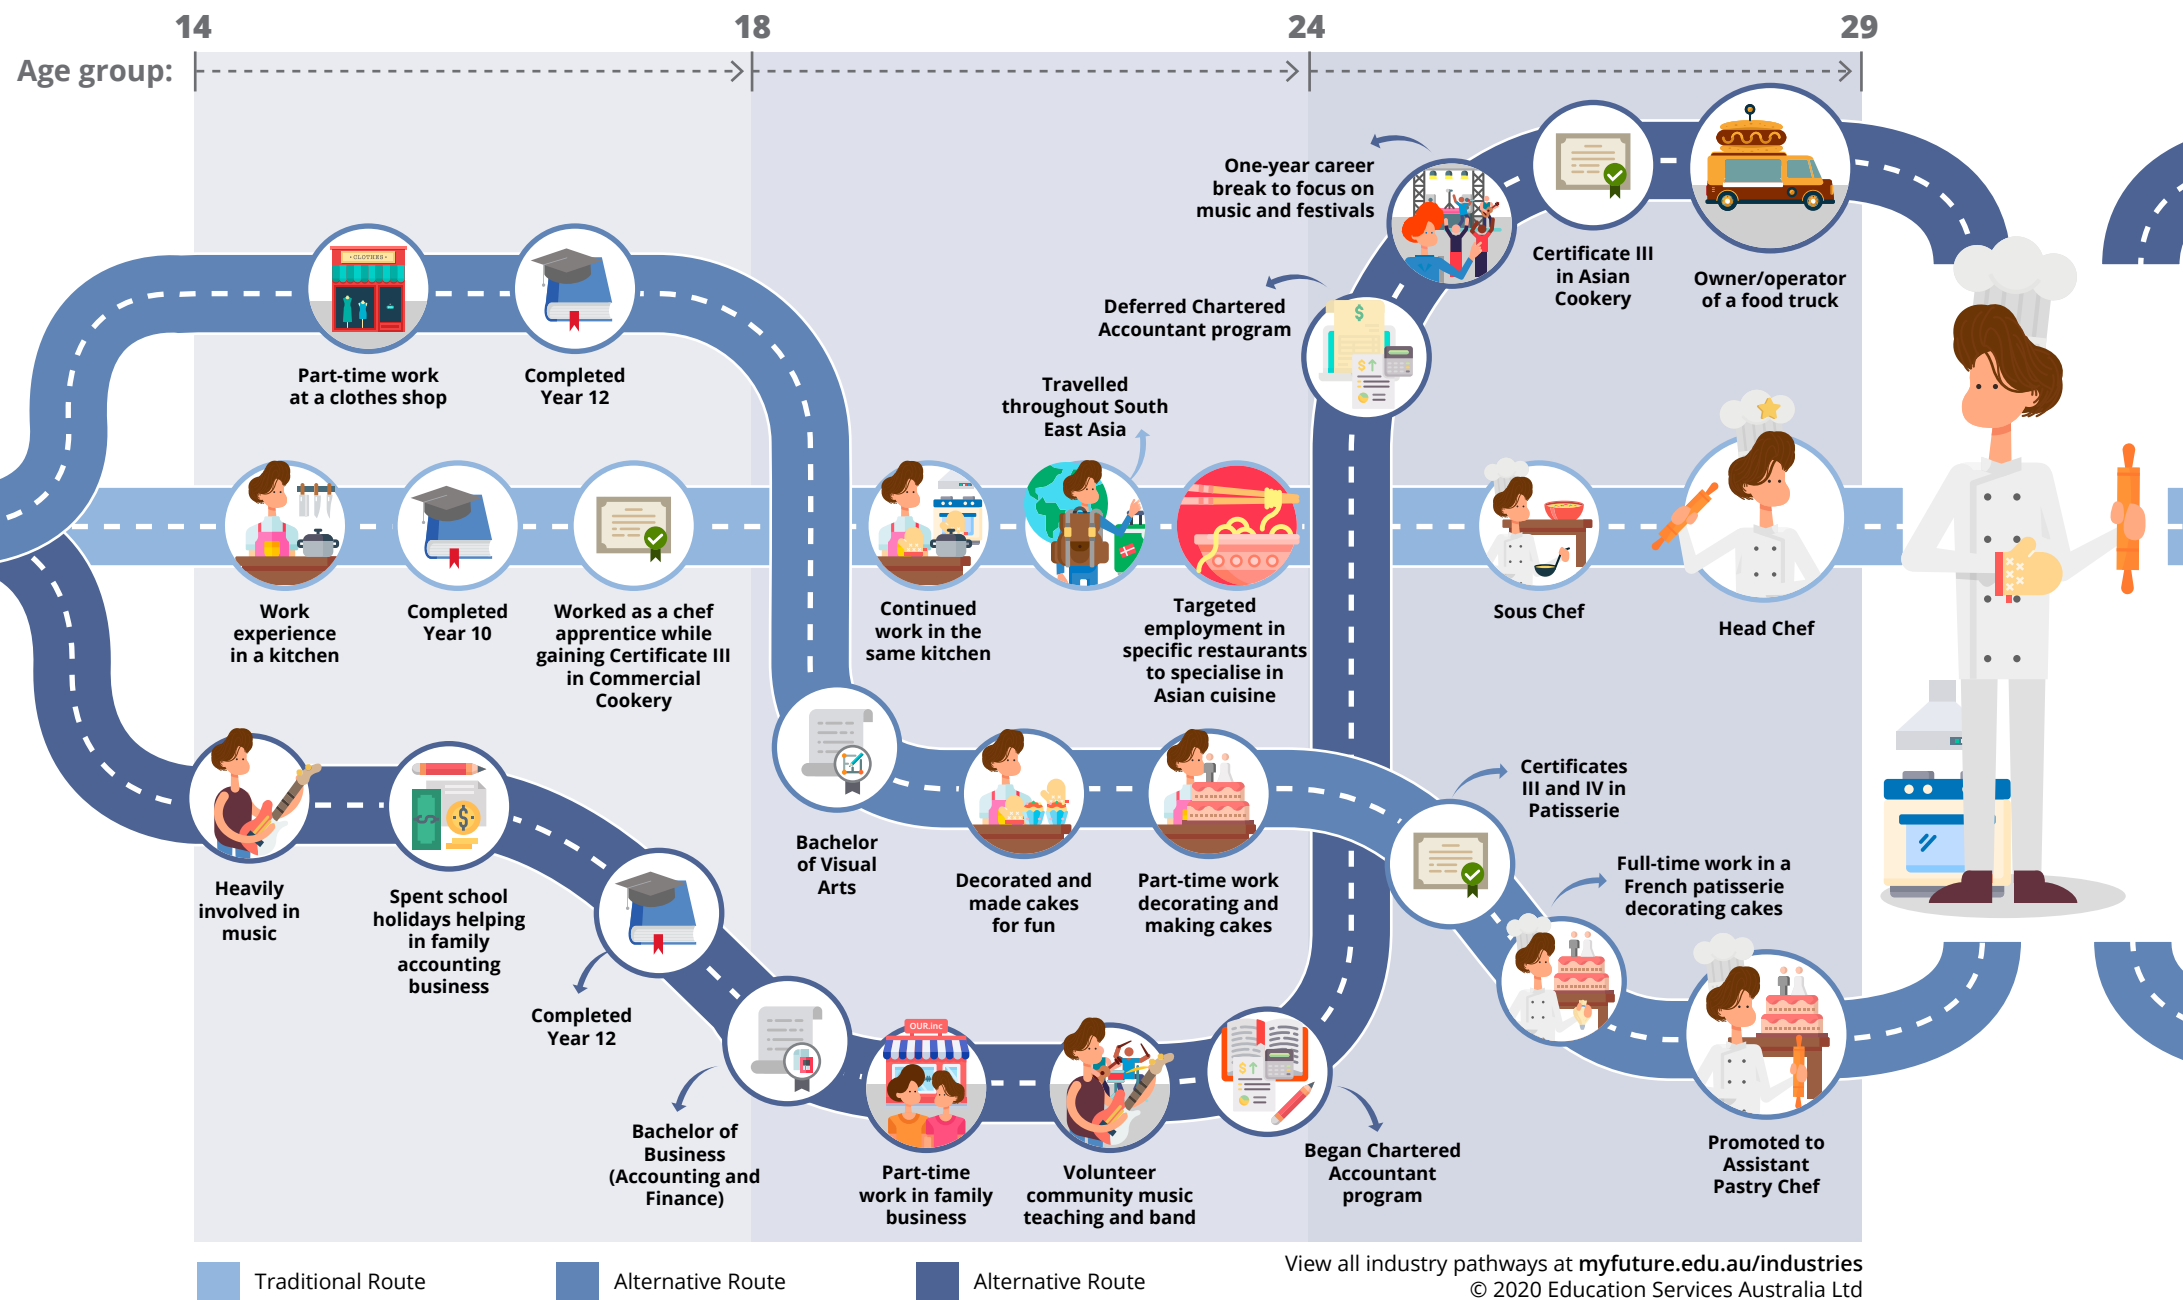 14
18
24
29
Age group:
One-year career
break to focus on
music and festivals
Certificate III
in Asian
Cookery
Owner/operator
of a food truck
Deferred Chartered
Accountant program
• CLOTHES •
Part-time work
at a clothes shop
Completed
Year 12
Travelled
throughout South
East Asia
Work
experience
in a kitchen
Completed
Year 10
Worked as a chef
apprentice while
gaining Certificate III
in Commercial
Cookery
Continued
work in the
same kitchen
Targeted
employment in
specific restaurants
to specialise in
Asian cuisine
Sous Chef
Head Chef
Bachelor
of Visual
Arts
Decorated and
made cakes
for fun
Part-time work
decorating and
making cakes
Certificates
III and IV in
Patisserie
Full-time work in a
French patisserie
decorating cakes
Promoted to
Assistant
Pastry Chef
Heavily
involved in
music
Spent school
holidays helping
in family
accounting
business
Completed
Year 12
Bachelor of
Business
(Accounting and
Finance)
OUR.inc
Part-time
work in family
business
Volunteer
community music
teaching and band
Began Chartered
Accountant
program
Traditional Route
Alternative Route
Alternative Route
View all industry pathways at myfuture.edu.au/industries
© 2020 Education Services Australia Ltd